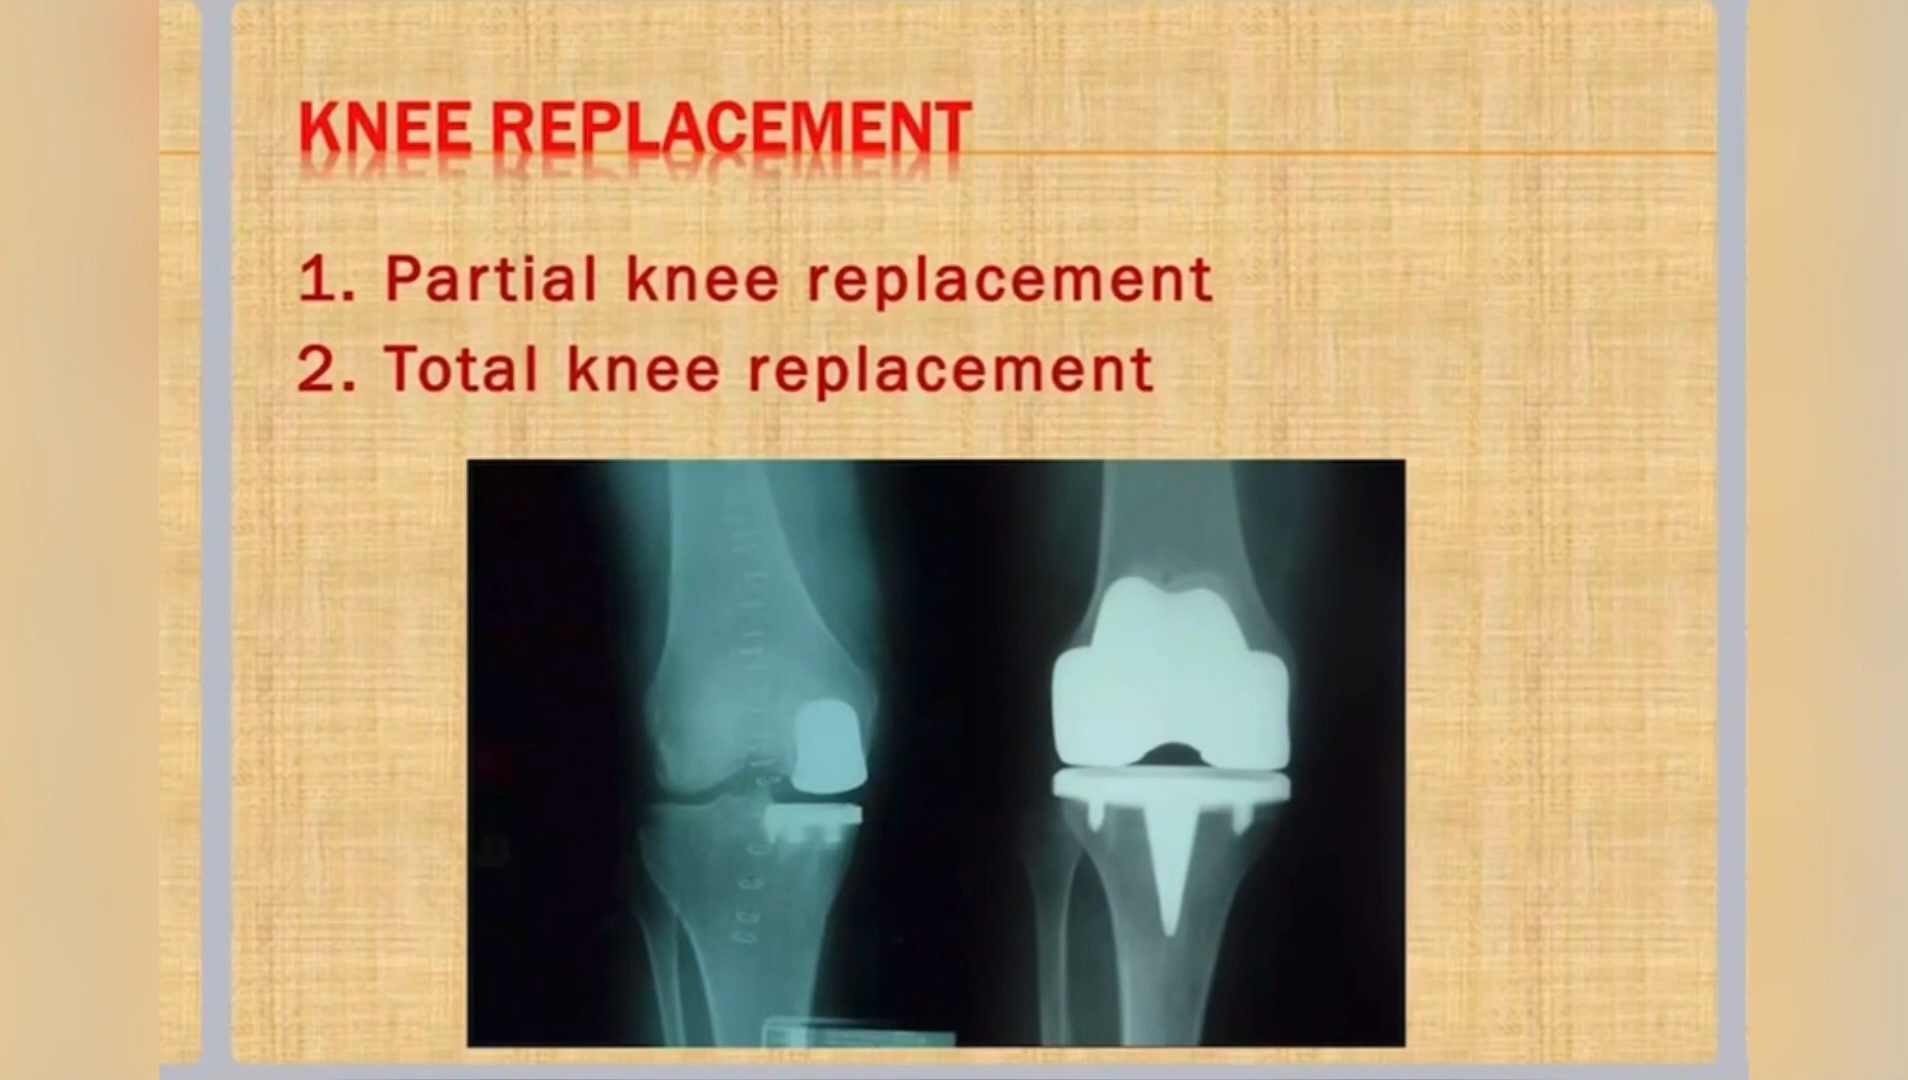 KNEE REPLACEMENT
1. Partial knee replacement
2. Total knee replacement